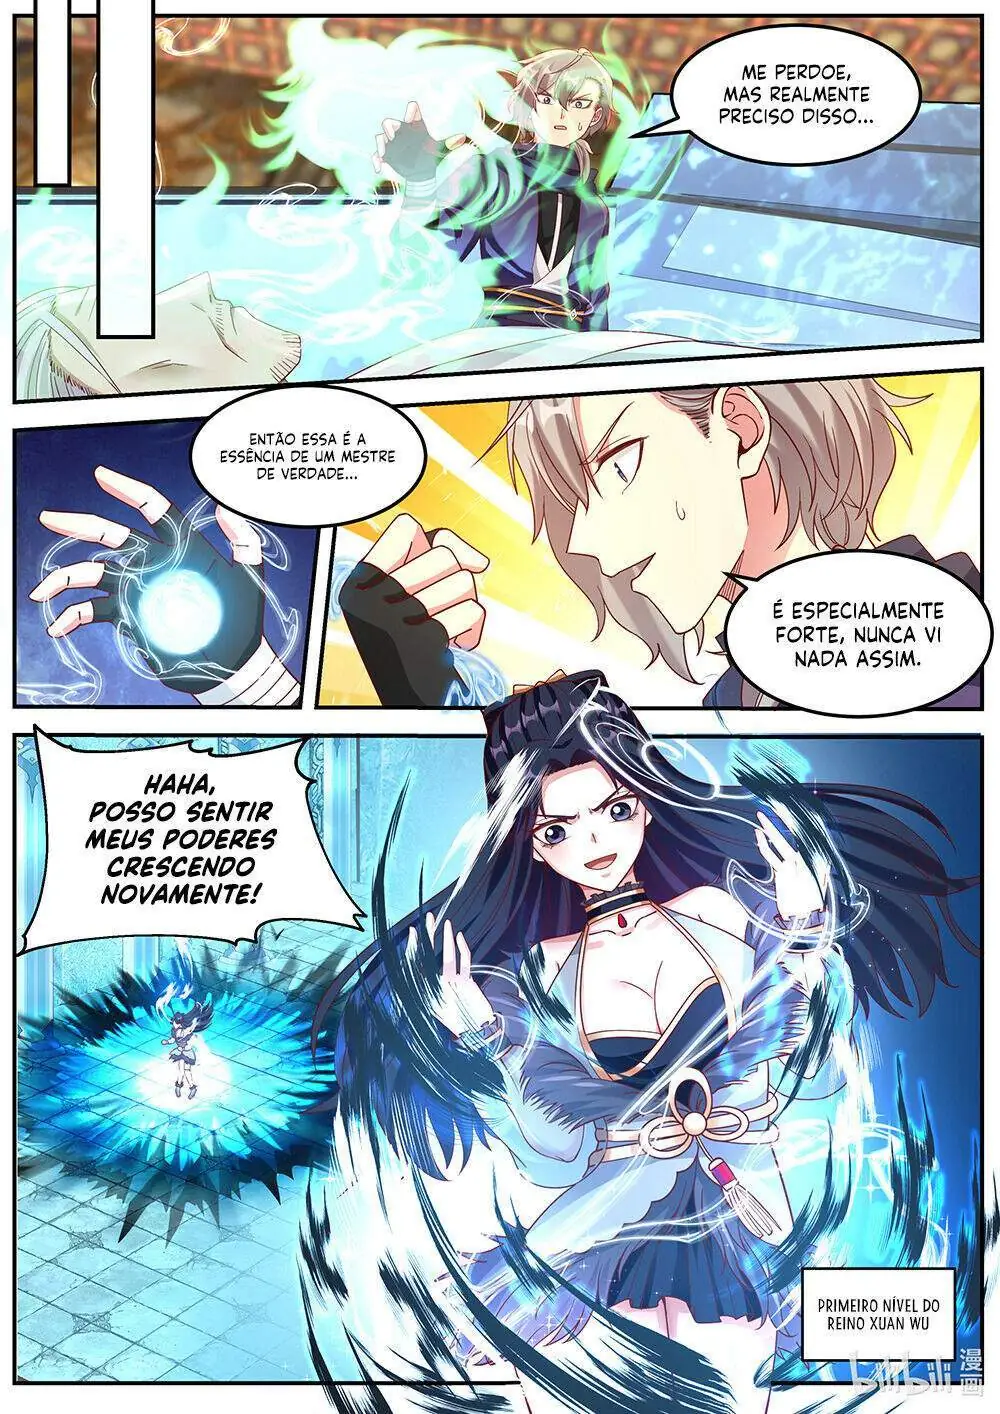 ME PERDOE,
MAS REALMENTE
PRECISO DISSO...
ENTÃO ESSA É A
ESSÊNCIA DE UM MESTRE
DE VERDADE...
É ESPECIALMENTE
FORTE, NUNCA VI
NADA ASSIM.
HAHA,
POSSO SENTIR
MEUS PODERES
CRESCENDO
NOVAMENTE!
PRIMEIRO NÍVEL DO
REINO XUAN WU
bilibili 漫画